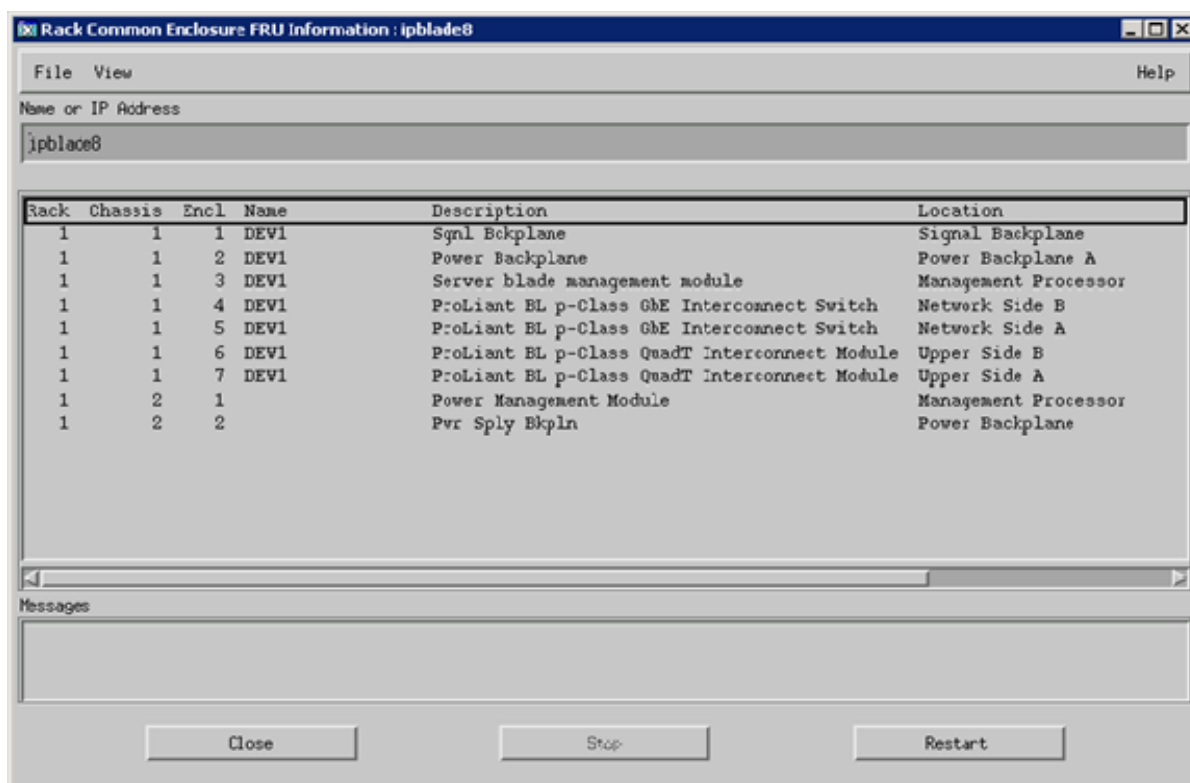 Rack Common Enclosure FRU Information : ipblade8
File View Help
Name or IP Address
ipblade8
Rack Chassis Encl Name Description Location
1 1 1 DEV1 Sgnl Bckplane Signal Backplane
1 1 2 DEV1 Power Backplane Power Backplane A
1 1 3 DEV1 Server blade management module Management Processor
1 1 4 DEV1 ProLiant BL p-Class GbE Interconnect Switch Network Side B
1 1 5 DEV1 ProLiant BL p-Class GbE Interconnect Switch Network Side A
1 1 6 DEV1 ProLiant BL p-Class QuadT Interconnect Module Upper Side B
1 1 7 DEV1 ProLiant BL p-Class QuadT Interconnect Module Upper Side A
1 2 1 Power Management Module Management Processor
1 2 2 Pwr Sply Bkpln Power Backplane
Messages
Close Stop Restart